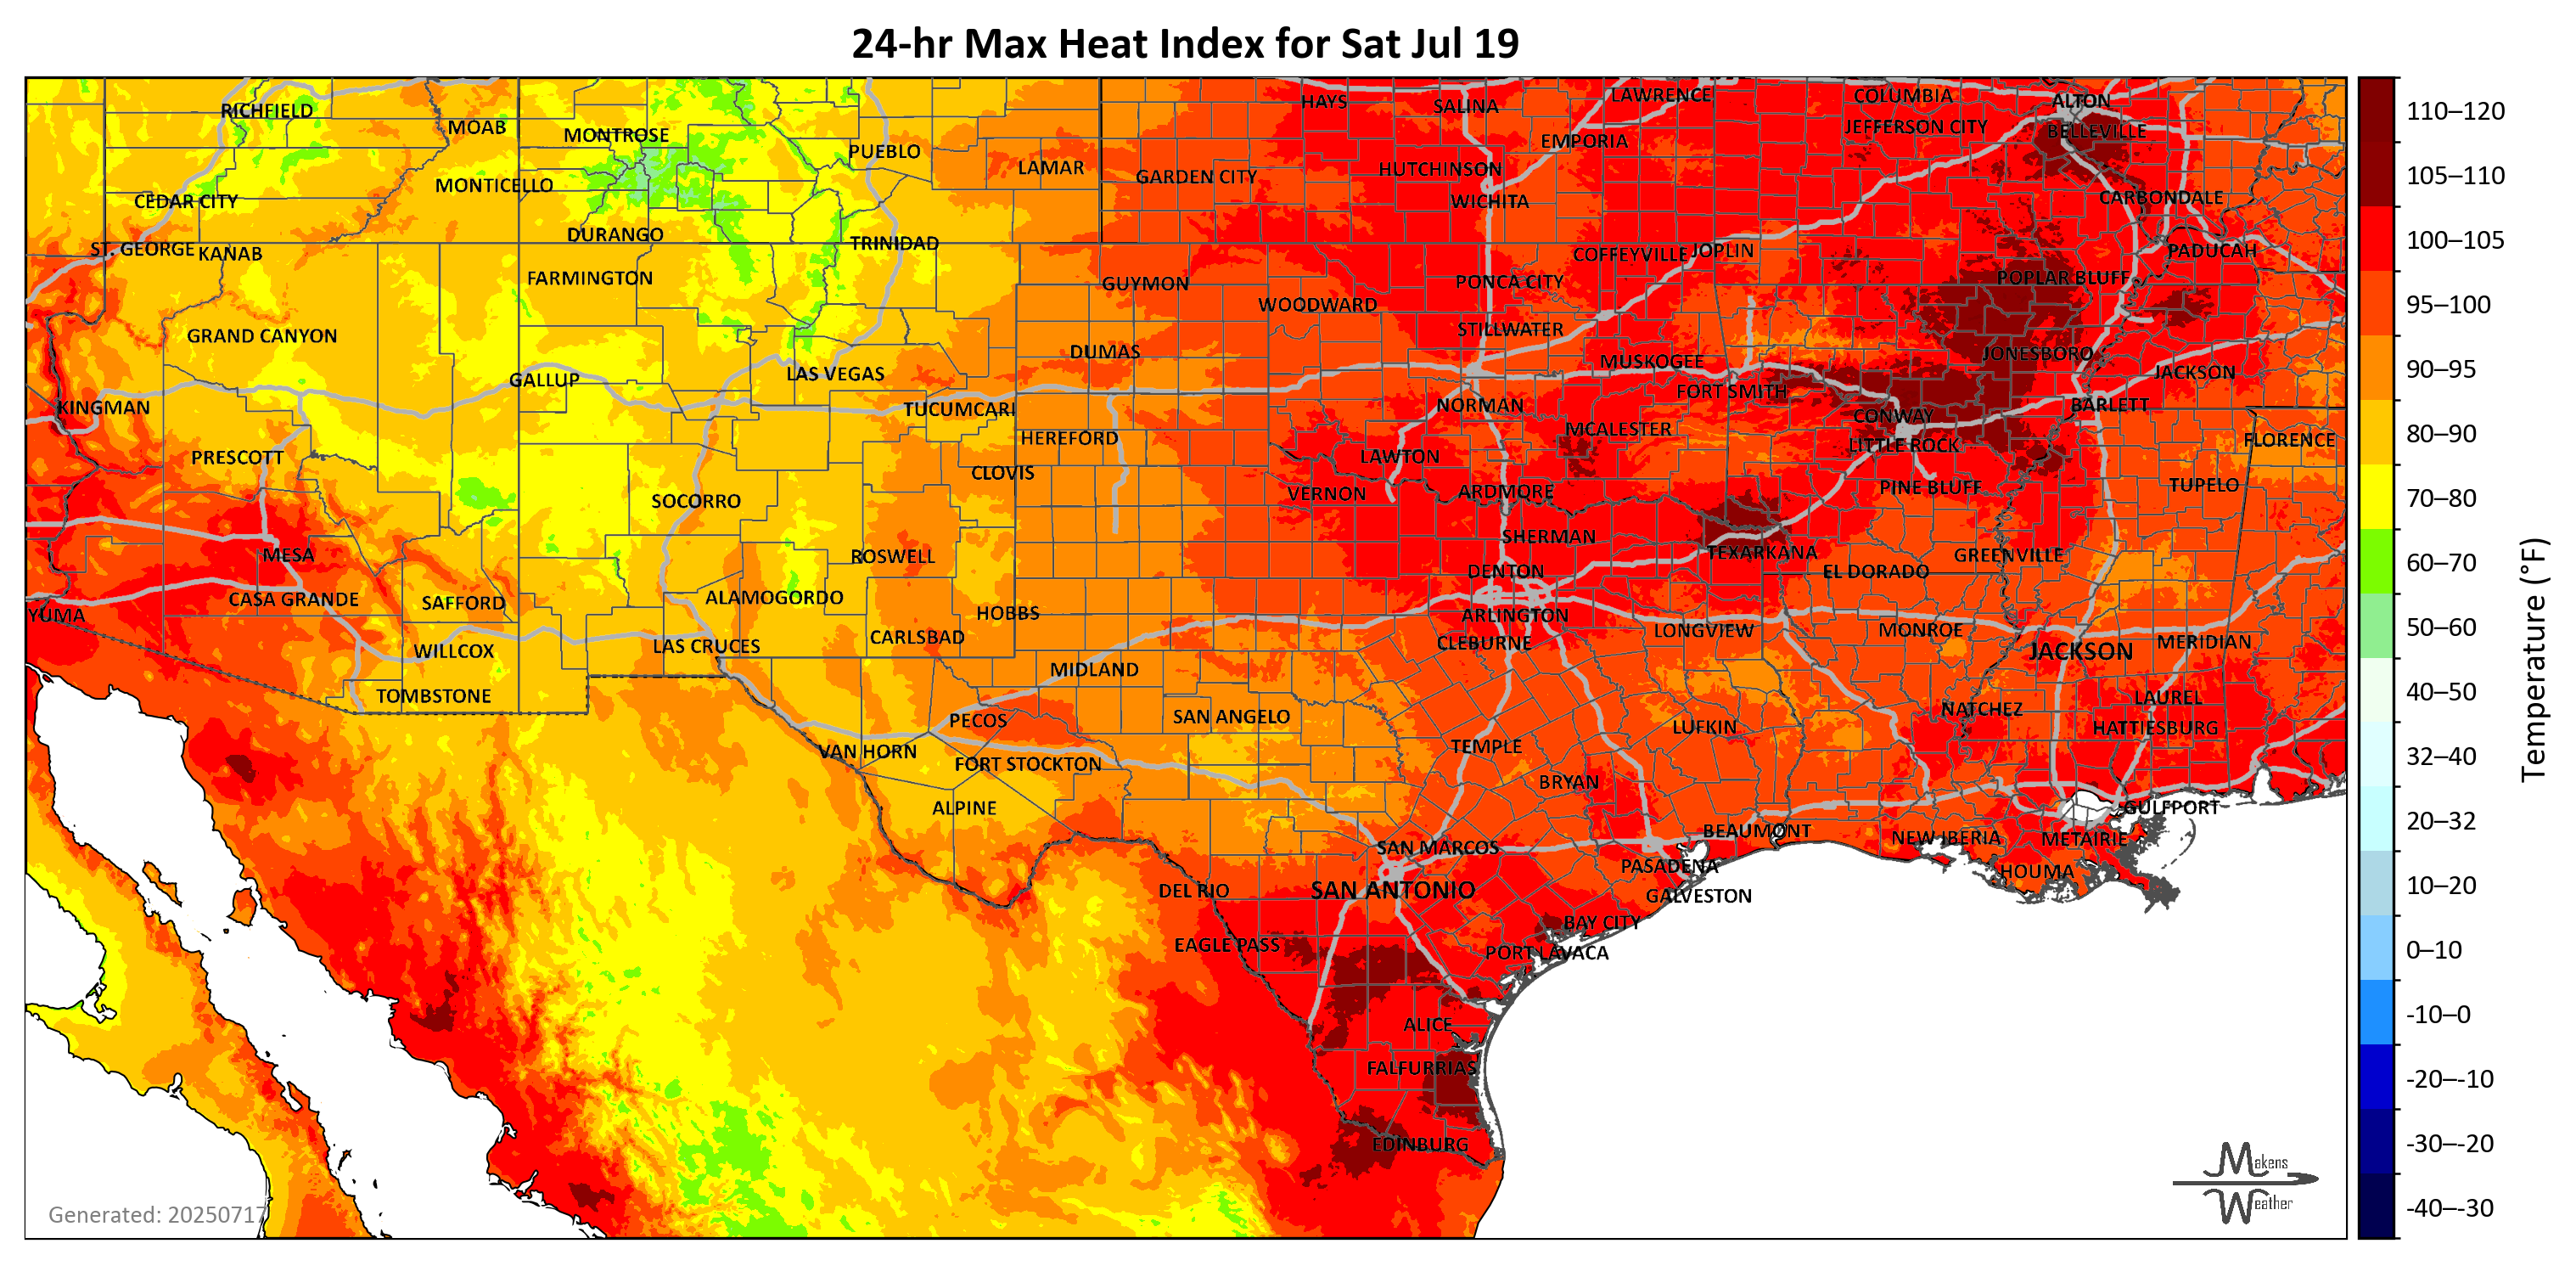 24-hr Max Heat Index for Sat Jul 19
RICHFIELD
MOAB
MONTROSE
PUEBLO
LAMAR
GARDEN CITY
HAYS
SALINA
LAWRENCE
COLUMBIA
ALTON
EMPORIA
JEFFERSON CITY
BELLEVILLE
HUTCHINSON
MONTICELLO
CEDAR CITY
WICHITA
CARBONDALE
DURANGO
TRINIDAD
ST. GEORGE
KANAB
COFFEYVILLE
JOPLIN
PADUCAH
FARMINGTON
GUYMON
PONCA CITY
POPLAR BLUFF
WOODWARD
GRAND CANYON
STILLWATER
DUMAS
MUSKOGEE
JONESBORO
GALLUP
LAS VEGAS
FORT SMITH
JACKSON
KINGMAN
TUCUMCARI
NORMAN
CONWAY
BARLETT
HEREFORD
MCALESTER
LITTLE ROCK
FLORENCE
PRESCOTT
CLOVIS
LAWTON
SOCORRO
VERNON
ARDMORE
PINE BLUFF
TUPELO
MESA
ROSWELL
SHERMAN
TEXARKANA
GREENVILLE
CASA GRANDE
SAFFORD
ALAMOGORDO
DENTON
EL DORADO
YUMA
HOBBS
ARLINGTON
WILLCOX
LAS CRUCES
CARLSBAD
CLEBURNE
LONGVIEW
MONROE
JACKSON
MERIDIAN
TOMBSTONE
MIDLAND
PECOS
SAN ANGELO
LUFKIN
NATCHEZ
LAUREL
HATTIESBURG
VAN HORN
FORT STOCKTON
TEMPLE
ALPINE
BRYAN
GULFPORT
SAN MARCOS
BEAUMONT
NEW IBERIA
METAIRIE
DEL RIO
SAN ANTONIO
PASADENA
GALVESTON
HOUMA
EAGLE PASS
BAY CITY
PORT LAVACA
ALICE
FALFURRIAS
EDINBURG
Generated: 20250717
Makens
Weather
110–120
105–110
100–105
95–100
90–95
80–90
70–80
60–70
50–60
40–50
32–40
20–32
10–20
0–10
-10–0
-20–-10
-30–-20
-40–-30
Temperature (°F)